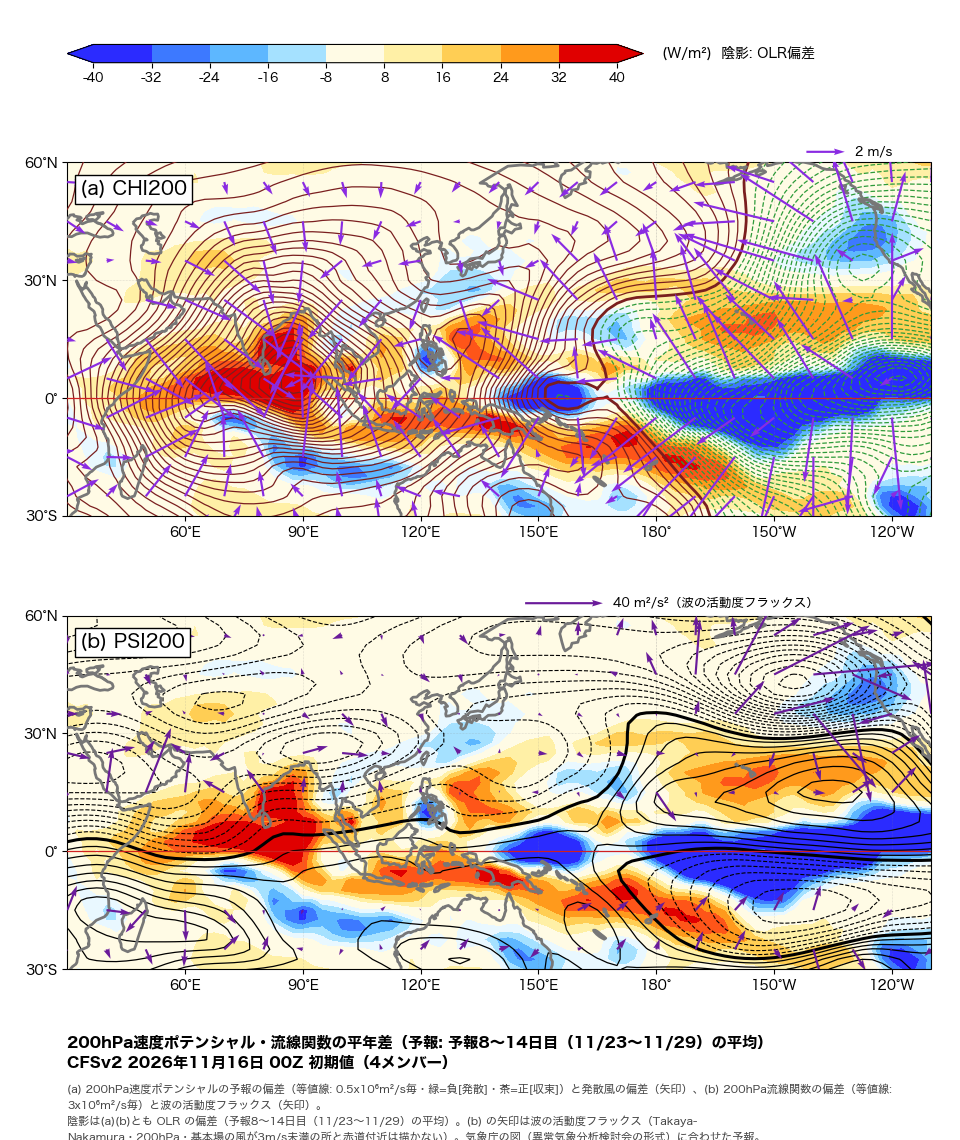 -40 -32 -24 -16 -8 8 16 24 32 40
(W/m²) 陰影: OLR偏差
2 m/s
(a) CHI200
60°N
30°N
0°
30°S
60°E 90°E 120°E 150°E 180° 150°W 120°W
40 m²/s²（波の活動度フラックス）
(b) PSI200
60°N
30°N
0°
30°S
60°E 90°E 120°E 150°E 180° 150°W 120°W
200hPa速度ポテンシャル・流線関数の平年差（予報: 予報8〜14日目（11/23〜11/29）の平均）
CFSv2 2026年11月16日 00Z 初期値（4メンバー）
(a) 200hPa速度ポテンシャルの予報の偏差（等値線: 0.5x10⁶m²/s毎・緑=負[発散]・茶=正[収束]）と発散風の偏差（矢印）、(b) 200hPa流線関数の偏差（等値線:
3x10⁶m²/s毎）と波の活動度フラックス（矢印）。
陰影は(a)(b)とも OLR の偏差（予報8〜14日目（11/23〜11/29）の平均）。(b) の矢印は波の活動度フラックス（Takaya-
Nakamura・200hPa・基本場の風が3m/s未満の所と赤道付近は描かない）。気象庁の図（異常気象分析検討会の形式）に合わせた予報。